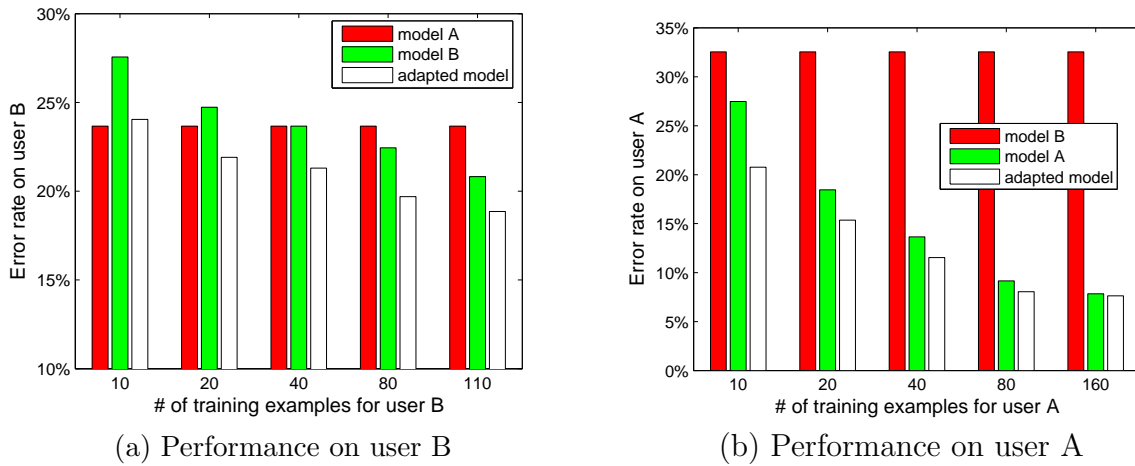 30%
25%
20%
15%
10%
Error rate on user B
model A
model B
adapted model
10 20 40 80 110
# of training examples for user B
(a) Performance on user B
35%
30%
25%
20%
15%
10%
5%
0%
Error rate on user A
model B
model A
adapted model
10 20 40 80 160
# of training examples for user A
(b) Performance on user A